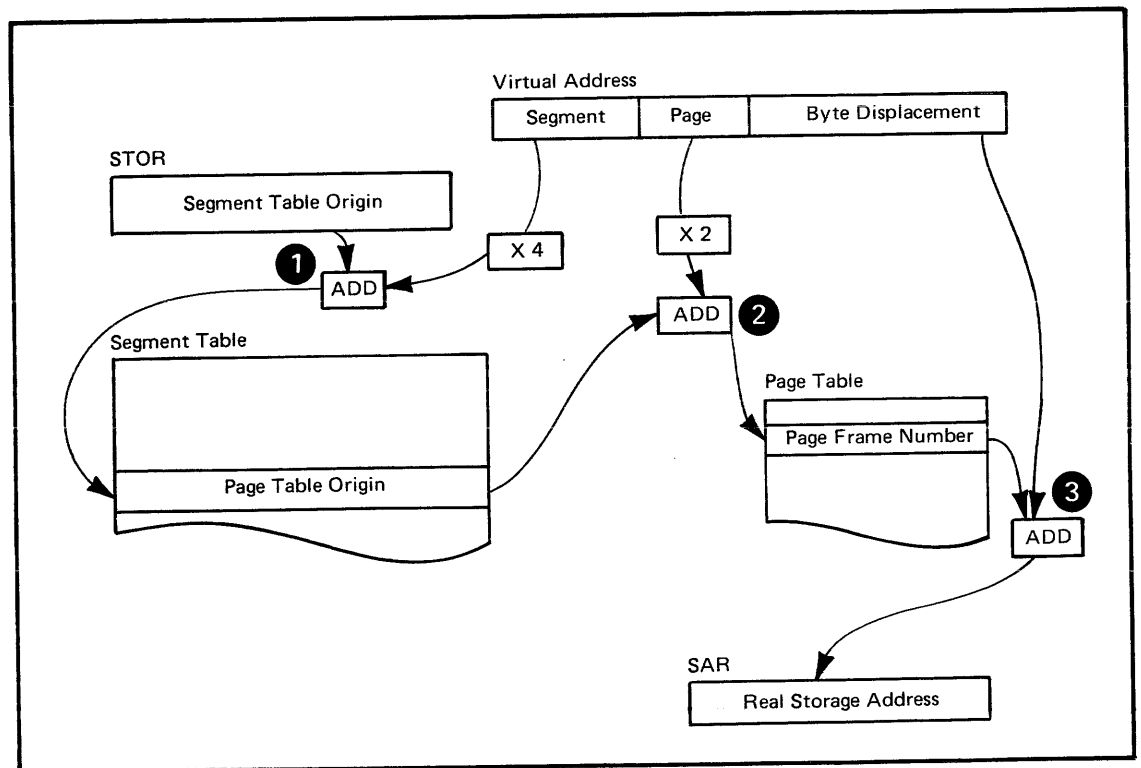 Virtual Address
Segment
Page
Byte Displacement
STOR
Segment Table Origin
X 4
X 2
1
ADD
ADD
2
Segment Table
Page Table
Page Frame Number
Page Table Origin
3
ADD
SAR
Real Storage Address